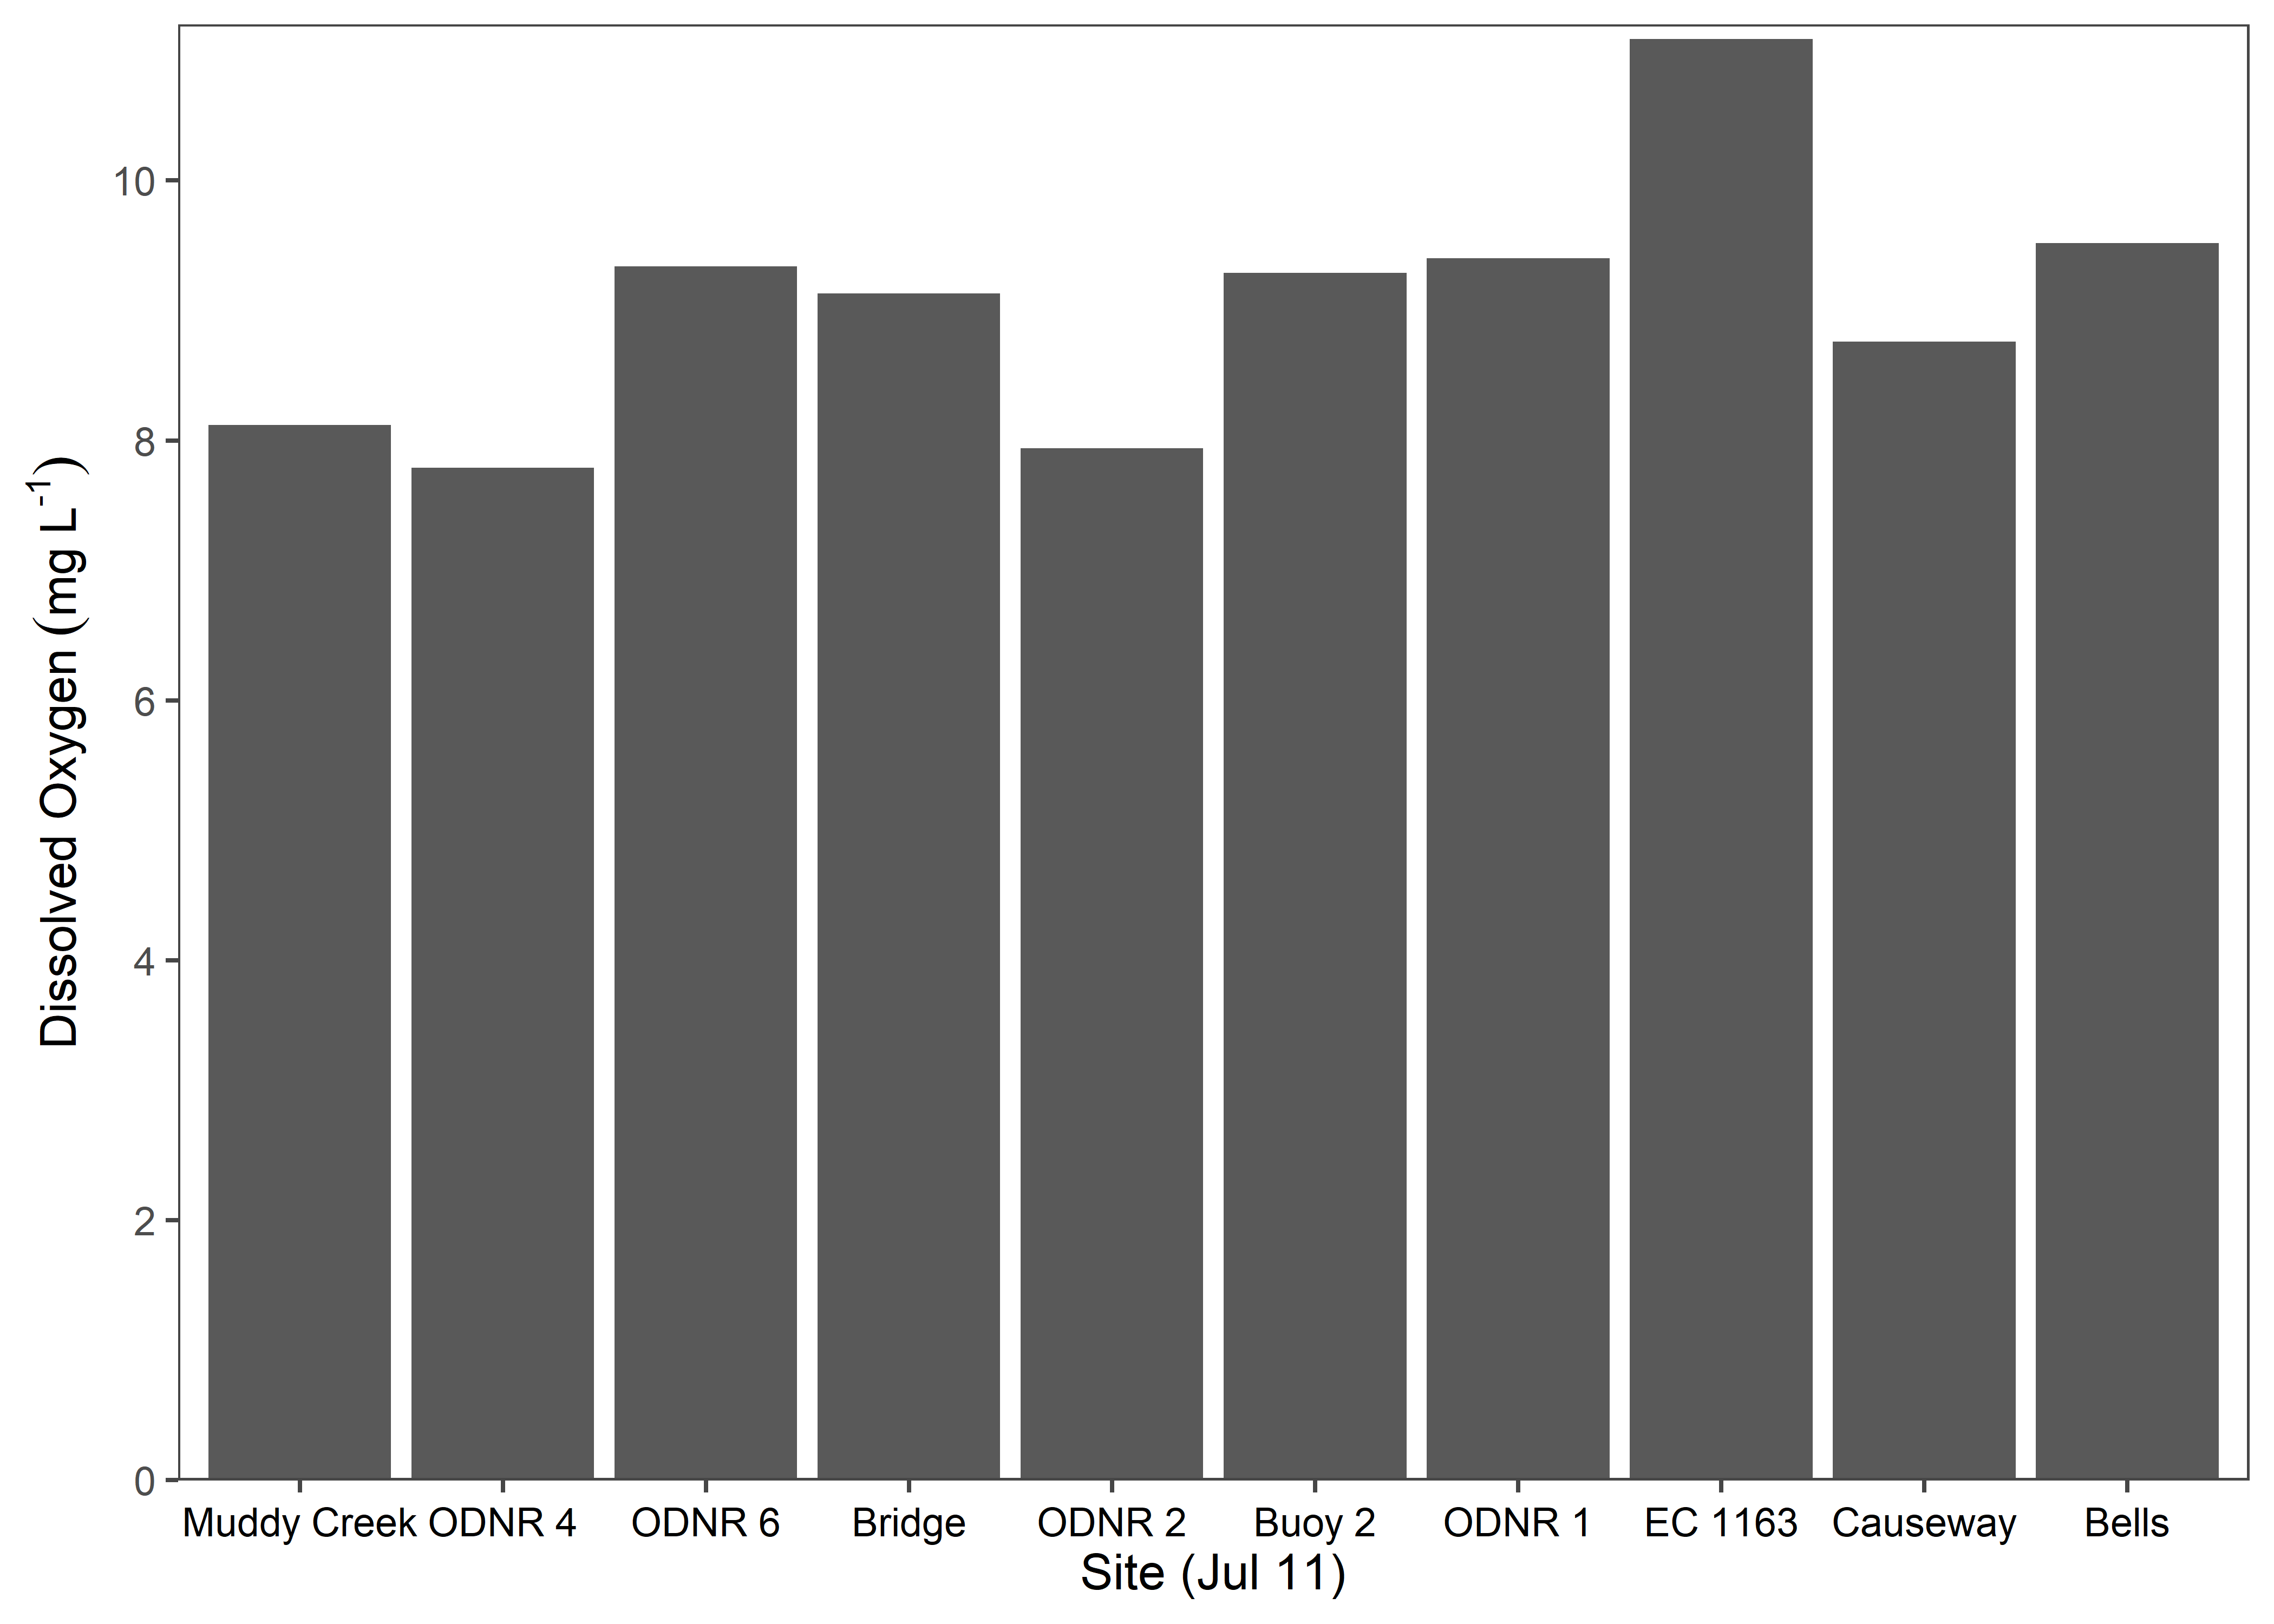 Dissolved Oxygen (mg L-1)
10
8
6
4
2
0
Muddy Creek ODNR 4 ODNR 6 Bridge ODNR 2 Buoy 2 ODNR 1 EC 1163 Causeway Bells
Site (Jul 11)